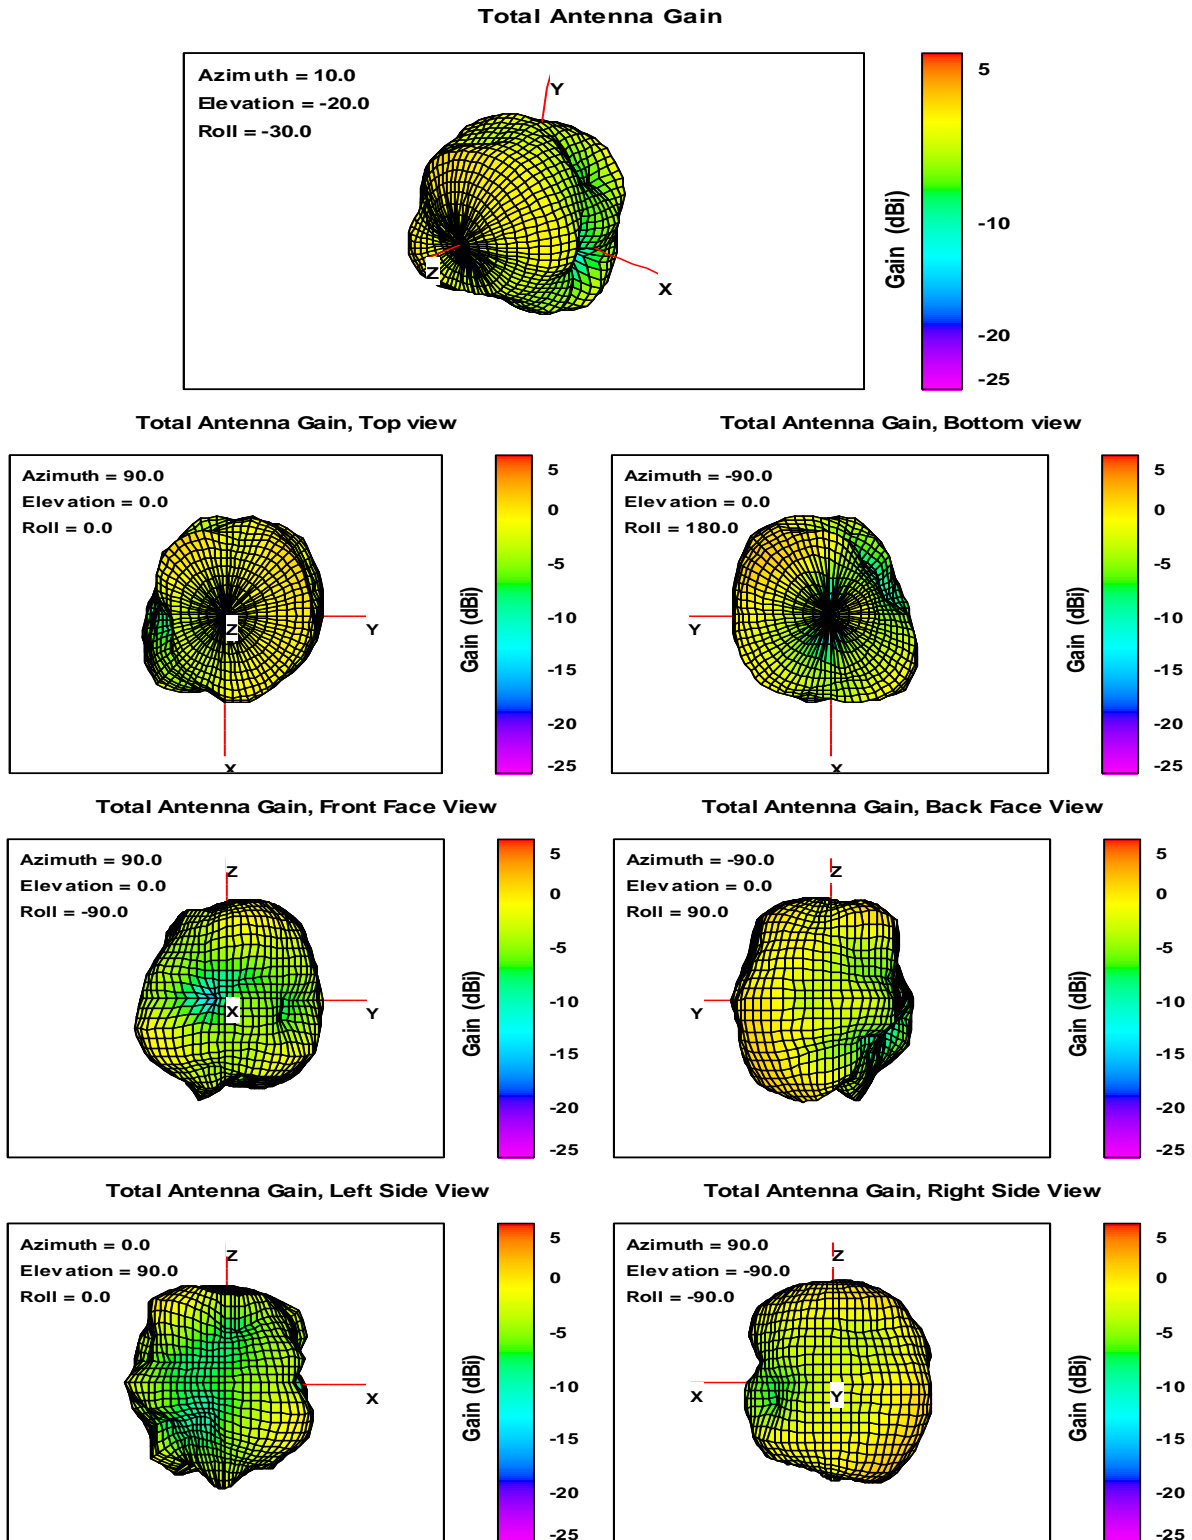 Total Antenna Gain
Azimuth = 10.0
Elevation = -20.0
Roll = -30.0
Y
Z
X
5
-10
-20
-25
Gain (dBi)
Total Antenna Gain, Top view
Azimuth = 90.0
Elevation = 0.0
Roll = 0.0
Z
Y
X
5
0
-5
-10
-15
-20
-25
Gain (dBi)
Total Antenna Gain, Bottom view
Azimuth = -90.0
Elevation = 0.0
Roll = 180.0
Y
X
5
0
-5
-10
-15
-20
-25
Gain (dBi)
Total Antenna Gain, Front Face View
Azimuth = 90.0
Elevation = 0.0
Roll = -90.0
Z
X
Y
5
0
-5
-10
-15
-20
-25
Gain (dBi)
Total Antenna Gain, Back Face View
Azimuth = -90.0
Elevation = 0.0
Roll = 90.0
Z
Y
5
0
-5
-10
-15
-20
-25
Gain (dBi)
Total Antenna Gain, Left Side View
Azimuth = 0.0
Elevation = 90.0
Roll = 0.0
Z
X
5
0
-5
-10
-15
-20
-25
Gain (dBi)
Total Antenna Gain, Right Side View
Azimuth = 90.0
Elevation = -90.0
Roll = -90.0
Z
X
Y
5
0
-5
-10
-15
-20
-25
Gain (dBi)